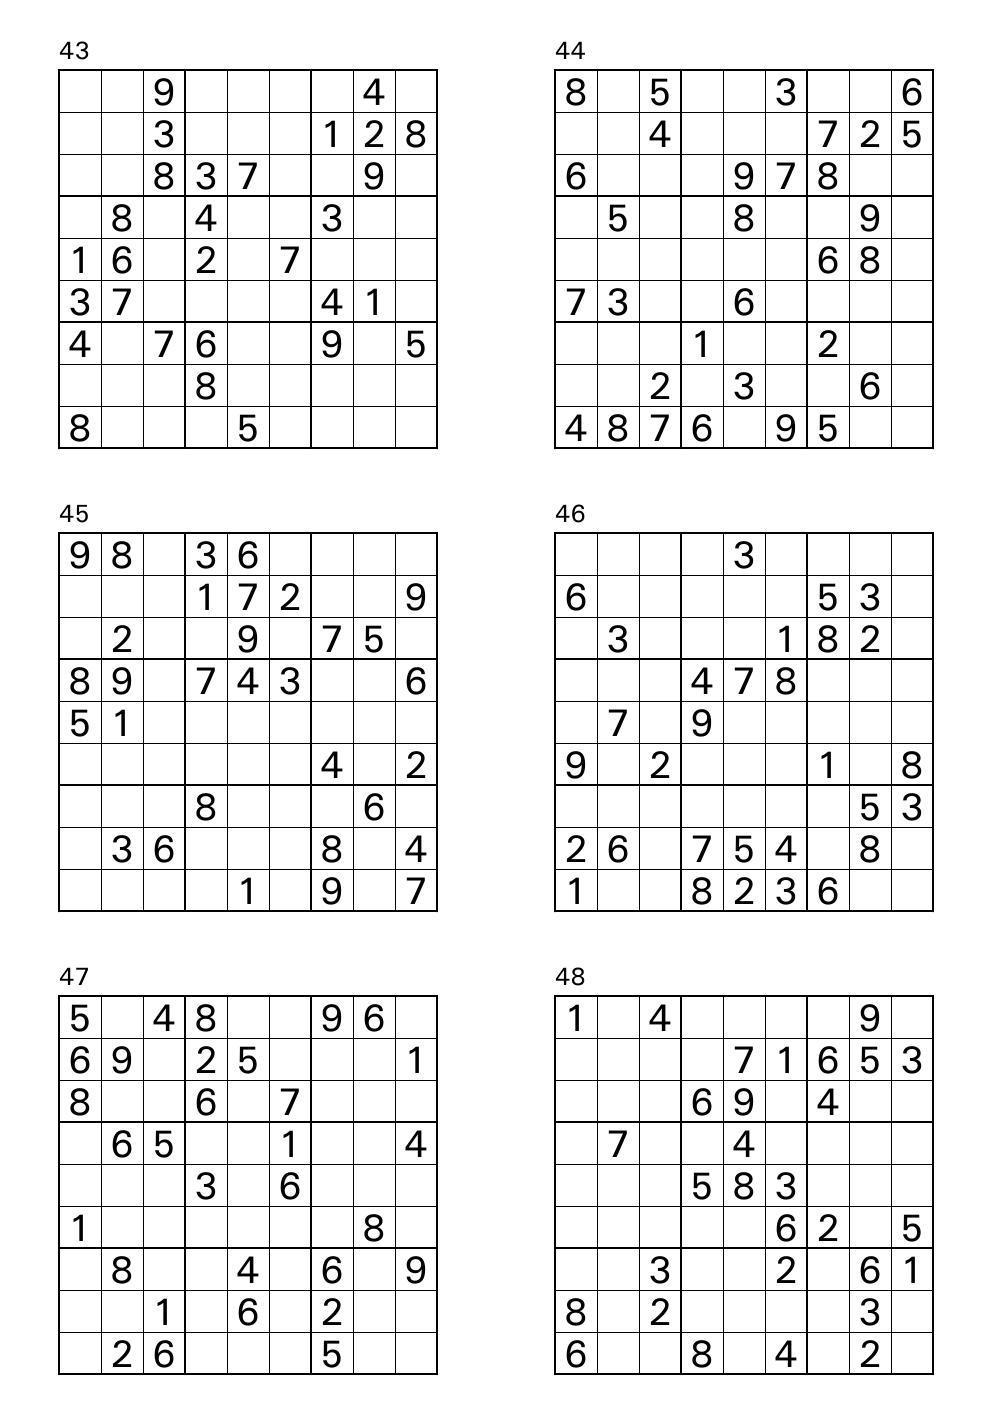 43
9 4
3 1 2 8
8 3 7 9
8 4 3
1 6 2 7
3 7 4 1
4 7 6 9 5
8
8 5
44
8 5 3 6
4 7 2 5
6 9 7 8
5 8 9
6 8
7 3 6
1 2
2 3 6
4 8 7 6 9 5
45
9 8 3 6
1 7 2 9
2 9 7 5
8 9 7 4 3 6
5 1
4 2
8 6
3 6 8 4
1 9 7
46
3
6 5 3
3 1 8 2
4 7 8
7 9
9 2 1 8
5 3
2 6 7 5 4 8
1 8 2 3 6
47
5 4 8 9 6
6 9 2 5 1
8 6 7
6 5 1 4
3 6
1 8
8 4 6 9
1 6 2
2 6 5
48
1 4 9
7 1 6 5 3
6 9 4
7 4
5 8 3
6 2 5
3 2 6 1
8 2 3
6 8 4 2